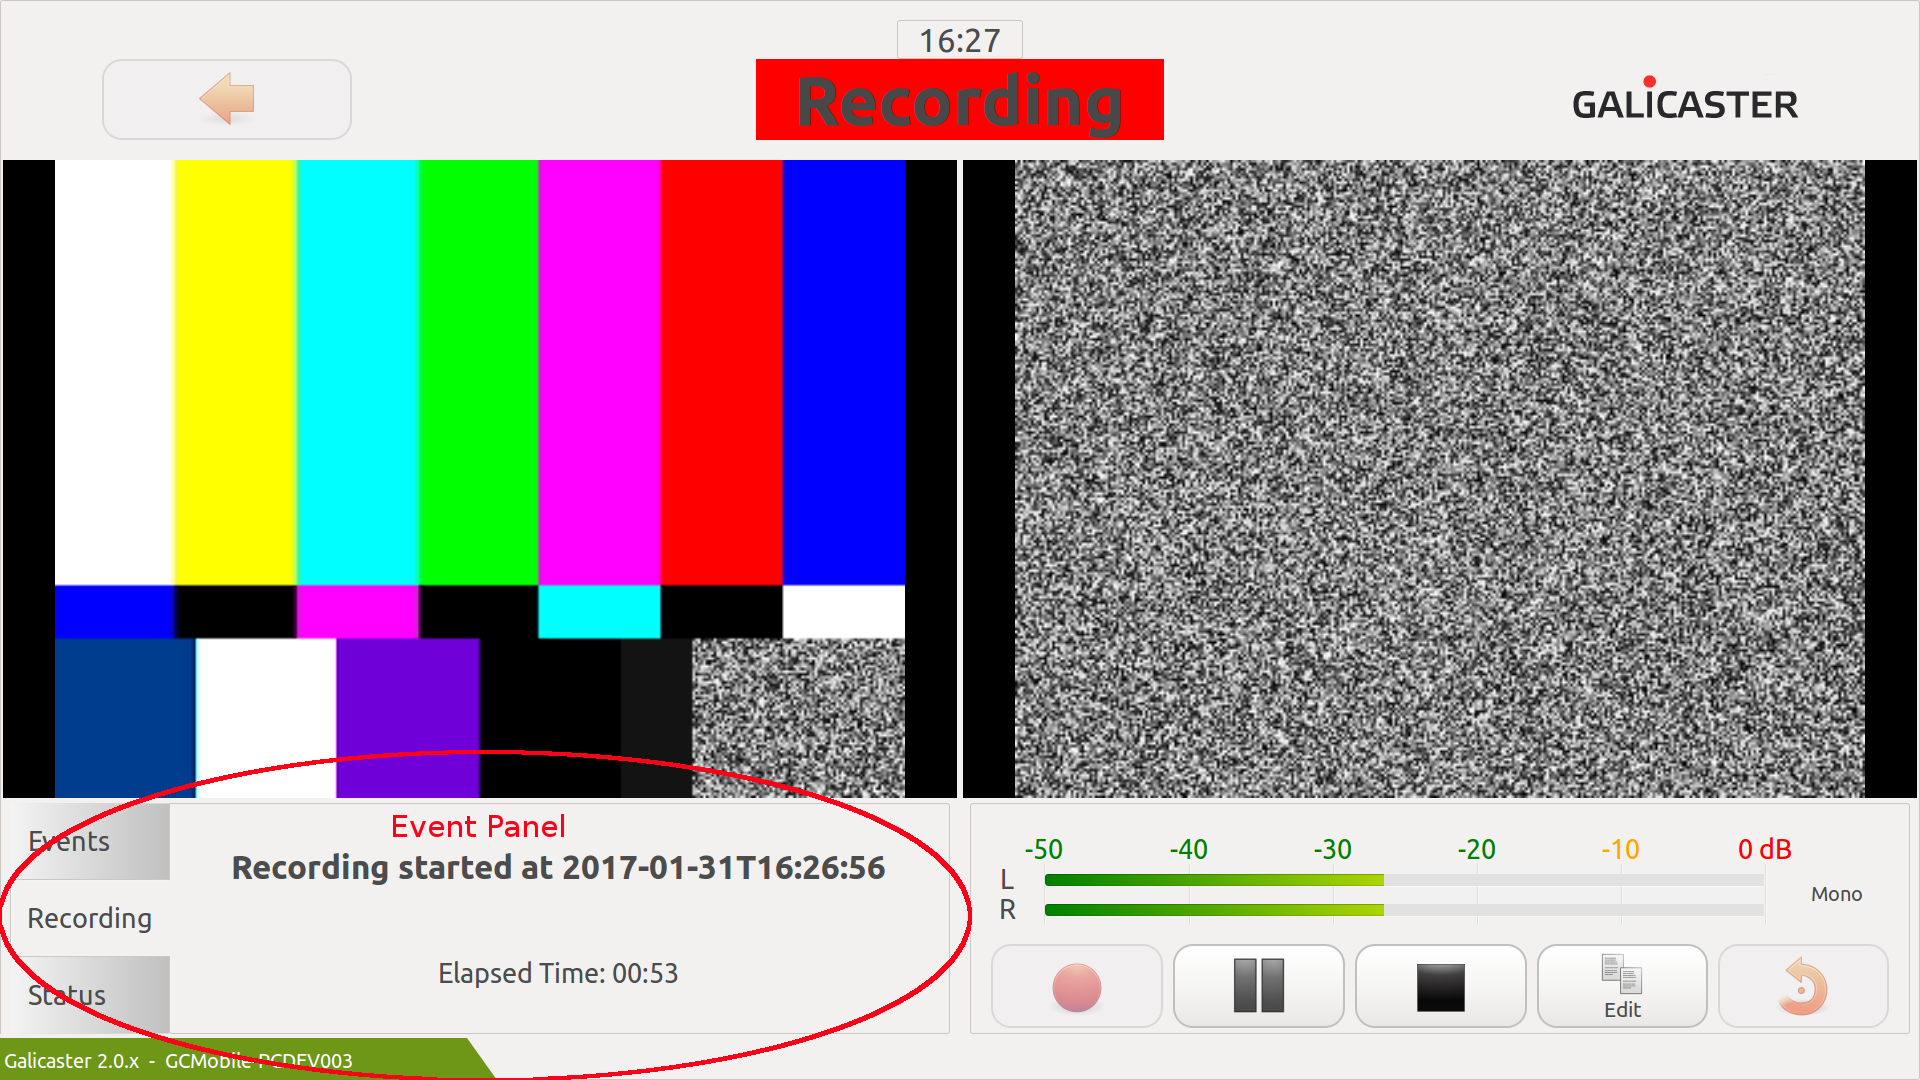 16:27
Recording
GALICASTER
Events
Event Panel
Recording started at 2017-01-31T16:26:56
Recording
Elapsed Time: 00:53
Status
-50 -40 -30 -20 -10 0 dB
L
R
Mono
Edit
Galicaster 2.0.x - GCMobile-PCDEV003